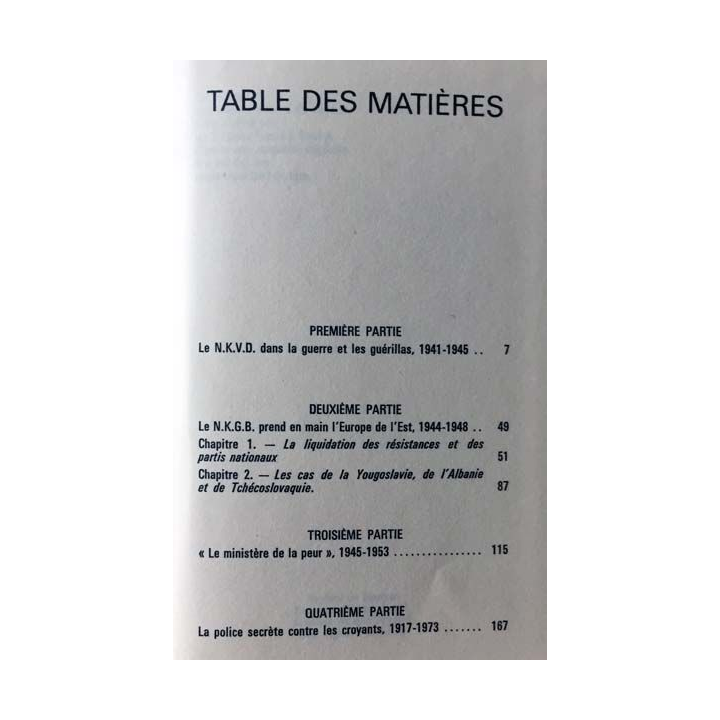 TABLE DES MATIÈRES
PREMIÈRE PARTIE
Le N.K.V.D. dans la guerre et les guérillas, 1941-1945 .. 7
DEUXIÈME PARTIE
Le N.K.G.B. prend en main l'Europe de l'Est, 1944-1948 .. 49
Chapitre 1. — La liquidation des résistances et des
partis nationaux 51
Chapitre 2. — Les cas de la Yougoslavie, de l'Albanie
et de Tchécoslovaquie. 87
TROISIÈME PARTIE
« Le ministère de la peur », 1945-1953 ................ 115
QUATRIÈME PARTIE
La police secrète contre les croyants, 1917-1973 ....... 167